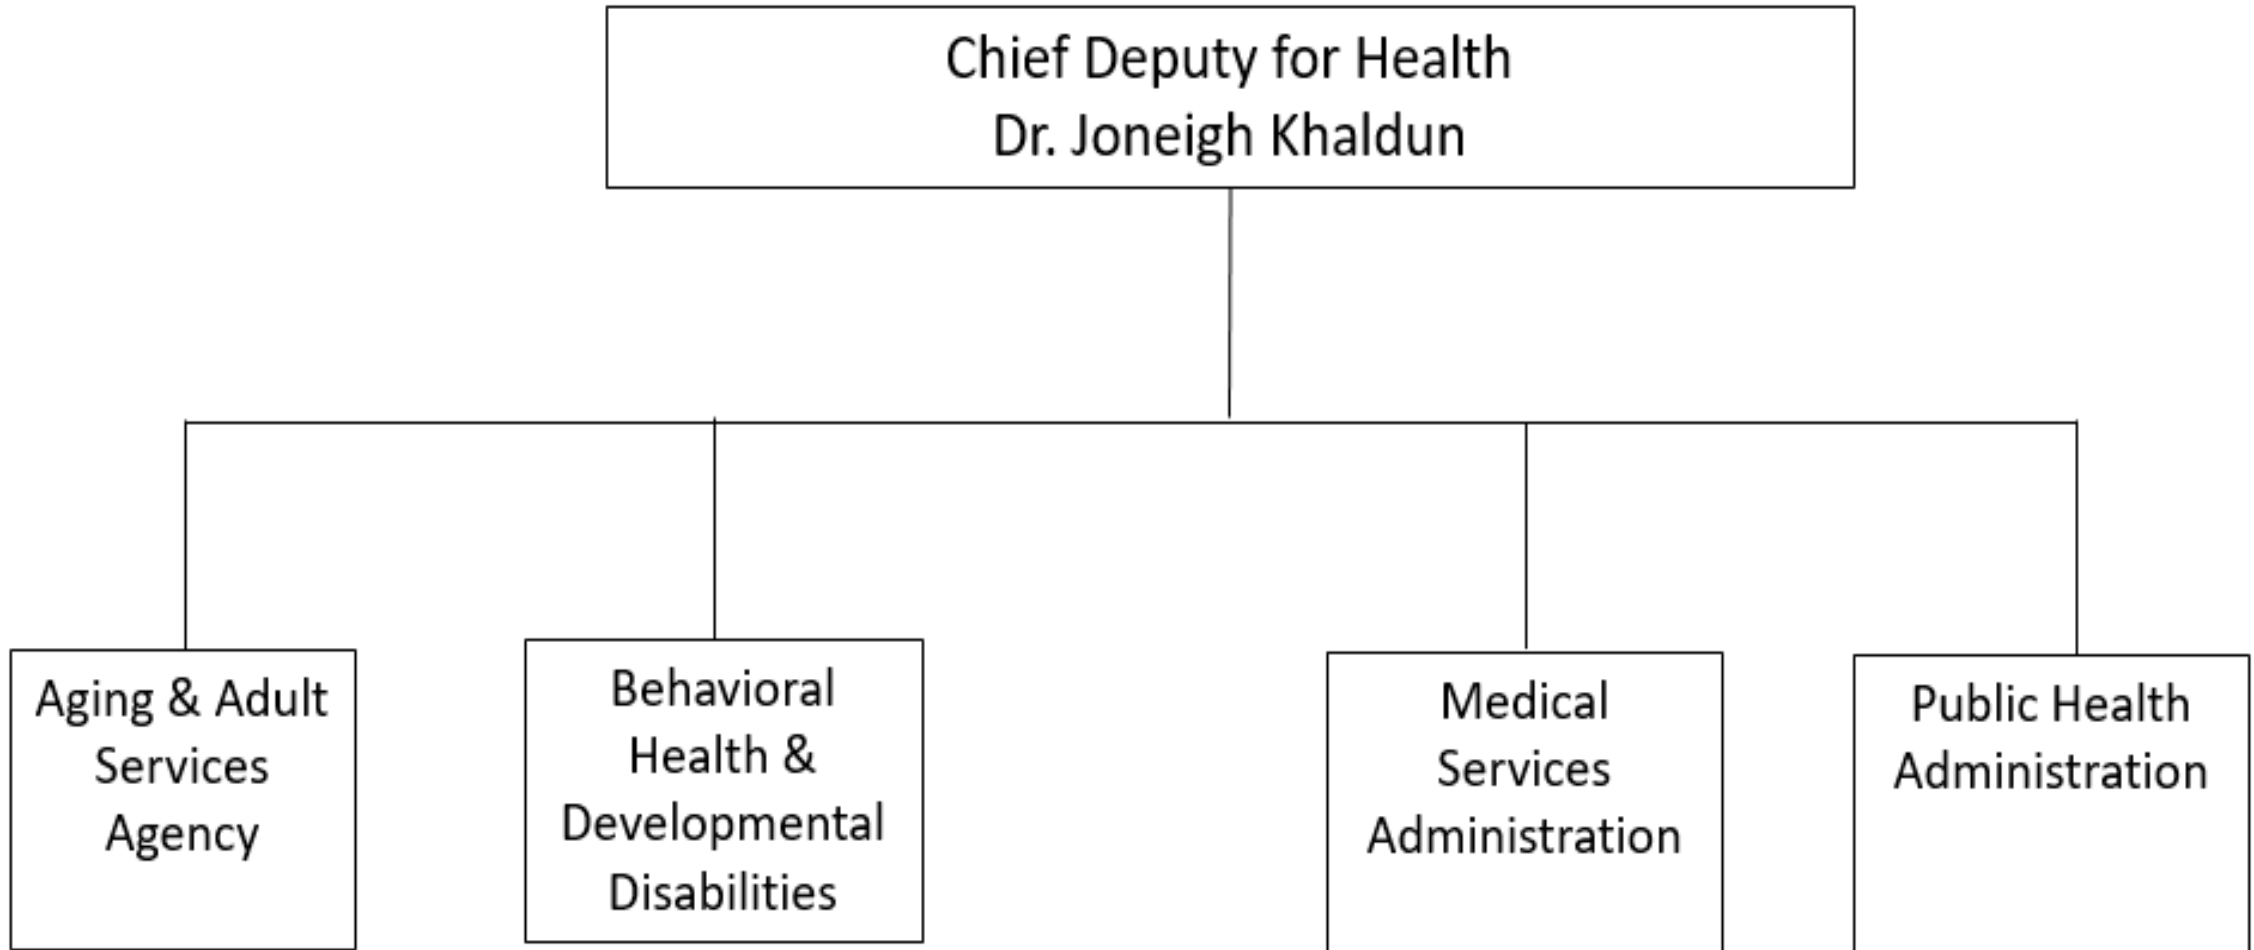 Chief Deputy for Health
Dr. Joneigh Khaldun
Aging & Adult
Services
Agency
Behavioral
Health &
Developmental
Disabilities
Medical
Services
Administration
Public Health
Administration